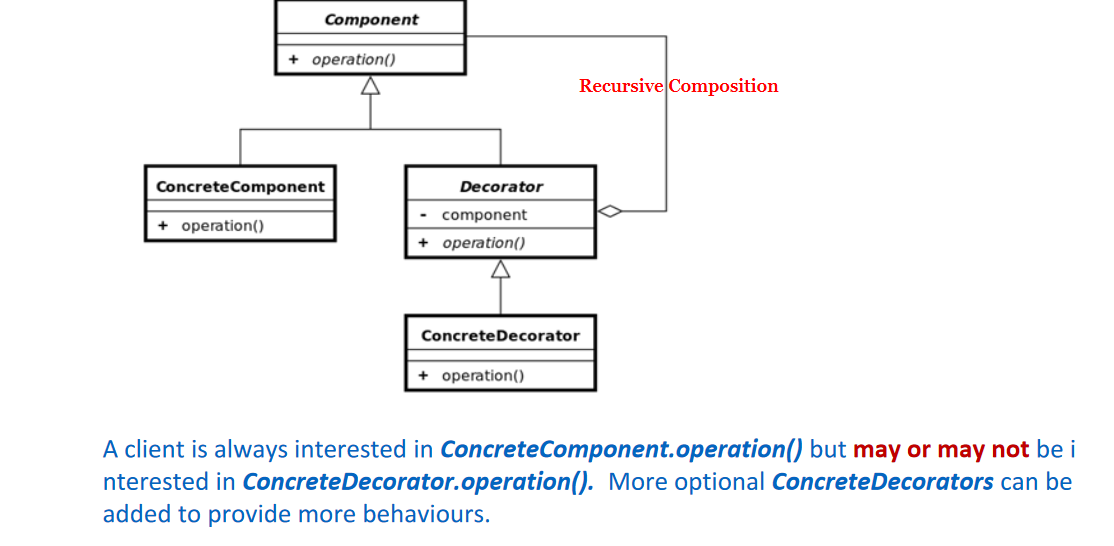 Component
+ operation()
Recursive Composition
ConcreteComponent
+ operation()
Decorator
- component
+ operation()
ConcreteDecorator
+ operation()
A client is always interested in ConcreteComponent.operation() but may or may not be i
nterested in ConcreteDecorator.operation(). More optional ConcreteDecorators can be
added to provide more behaviours.